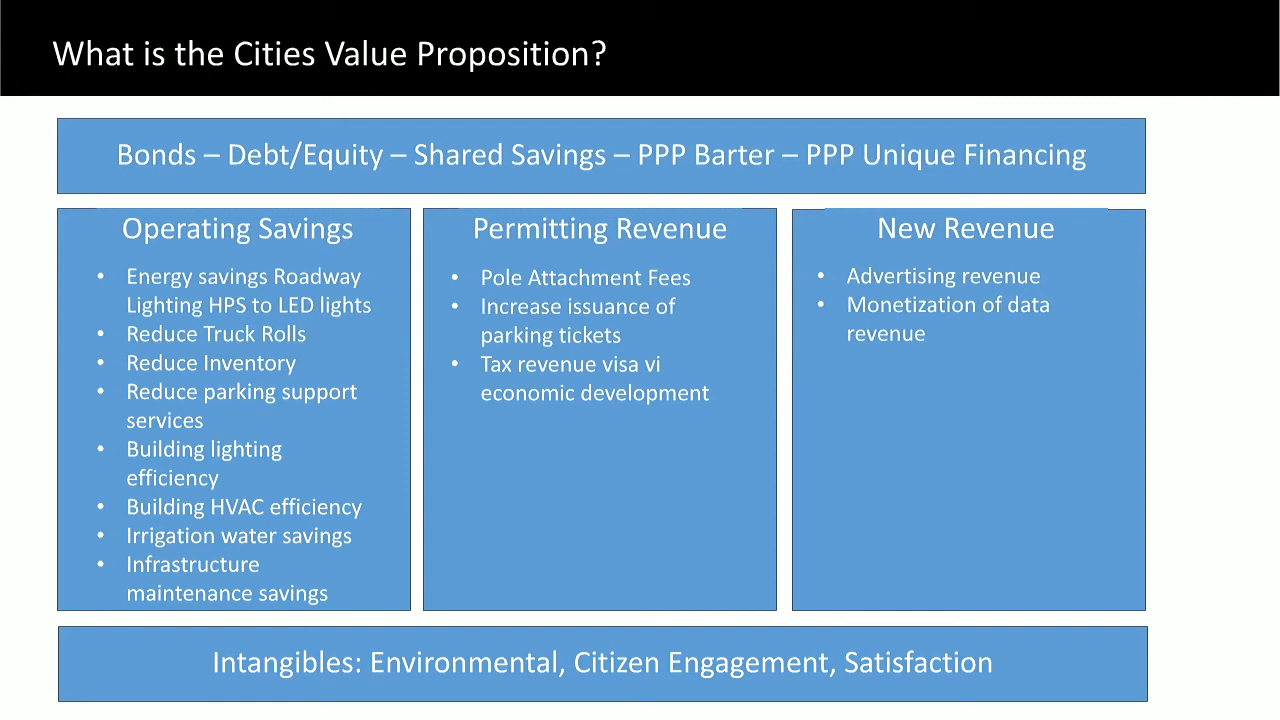 What is the Cities Value Proposition?
Bonds – Debt/Equity – Shared Savings – PPP Barter – PPP Unique Financing
Operating Savings
• Energy savings Roadway
Lighting HPS to LED lights
• Reduce Truck Rolls
• Reduce Inventory
• Reduce parking support
services
• Building lighting
efficiency
• Building HVAC efficiency
• Irrigation water savings
• Infrastructure
maintenance savings
Permitting Revenue
• Pole Attachment Fees
• Increase issuance of
parking tickets
• Tax revenue visa vi
economic development
New Revenue
• Advertising revenue
• Monetization of data
revenue
Intangibles: Environmental, Citizen Engagement, Satisfaction